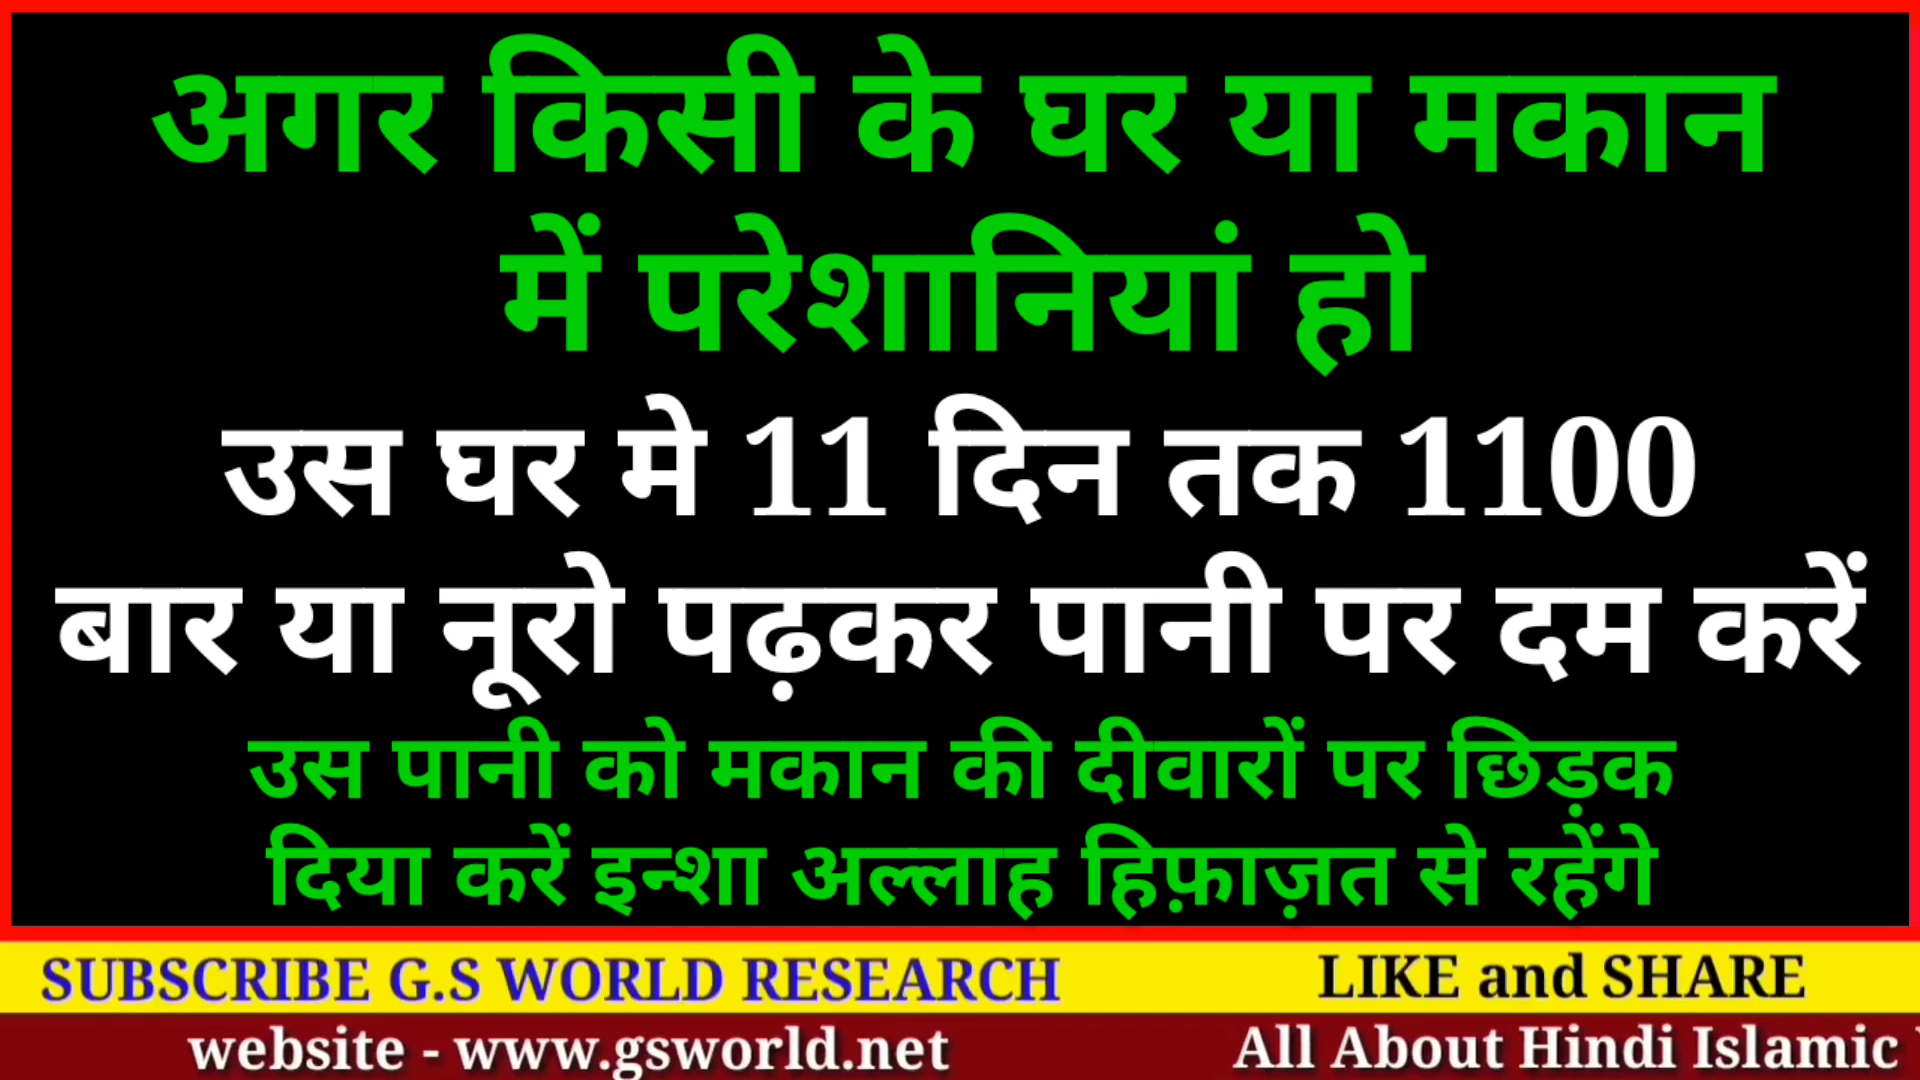 अगर किसी के घर या मकान
में परेशानियां हो
उस घर मे 11 दिन तक 1100
बार या नूरो पढ़कर पानी पर दम करें
उस पानी को मकान की दीवारों पर छिड़क
दिया करें इन्शा अल्लाह हिफ़ाज़त से रहेंगे
SUBSCRIBE G.S WORLD RESEARCH LIKE and SHARE
website - www.gsworld.net All About Hindi Islamic